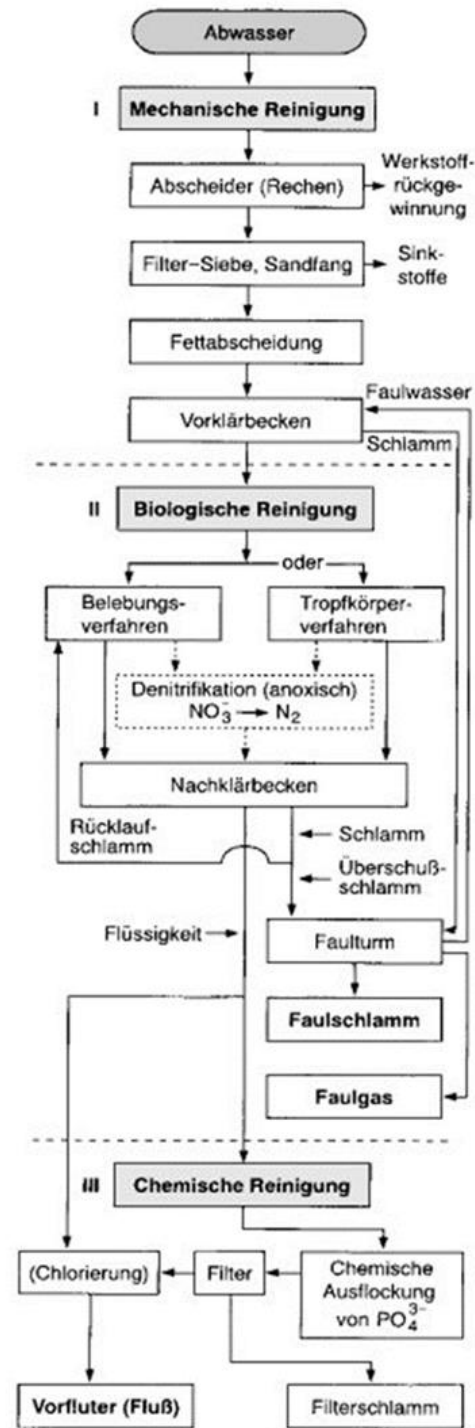 Abwasser
I Mechanische Reinigung
Abscheider (Rechen)
Werkstoff-
rückge-
winnung
Filter-Siebe, Sandfang
Sink-
stoffe
Fettabscheidung
Faulwasser
Vorklärbecken
Schlamm
II Biologische Reinigung
oder
Belebungs-
verfahren
Tropfkörper-
verfahren
Denitrifikation (anoxisch)
NO₃⁻ → N₂
Nachklärbecken
Rücklauf-
schlamm
Schlamm
Überschuß-
schlamm
Flüssigkeit
Faulturm
Faulschlamm
Faulgas
III Chemische Reinigung
(Chlorierung)
Filter
Chemische
Ausflockung
von PO₄³⁻
Vorfluter (Fluß)
Filterschlamm